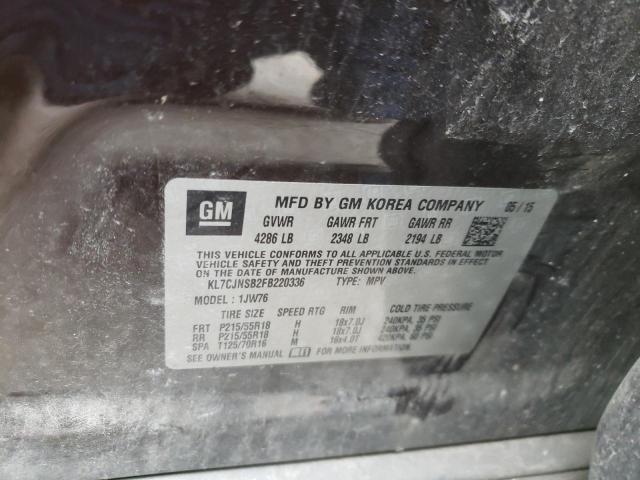 GM
MFD BY GM KOREA COMPANY 05/15
GVWR GAWR FRT GAWR RR
4286 LB 2348 LB 2194 LB
THIS VEHICLE CONFORMS TO ALL APPLICABLE U.S. FEDERAL MOTOR
VEHICLE SAFETY AND THEFT PREVENTION STANDARDS IN EFFECT ON THE
DATE OF MANUFACTURE SHOWN ABOVE.
KL7CJNSB2FB220336 TYPE: MPV
MODEL : 1JW76
TIRE SIZE SPEED RTG RIM COLD TIRE PRESSURE
FRT P215/55R18 H 18x7.0J 240KPA, 35 PSI
RR P215/55R18 H 18x7.0J 240KPA, 35 PSI
SPA T125/70R16 M 16x4.0T 420KPA, 60 PSI
SEE OWNER'S MANUAL FOR MORE INFORMATION.